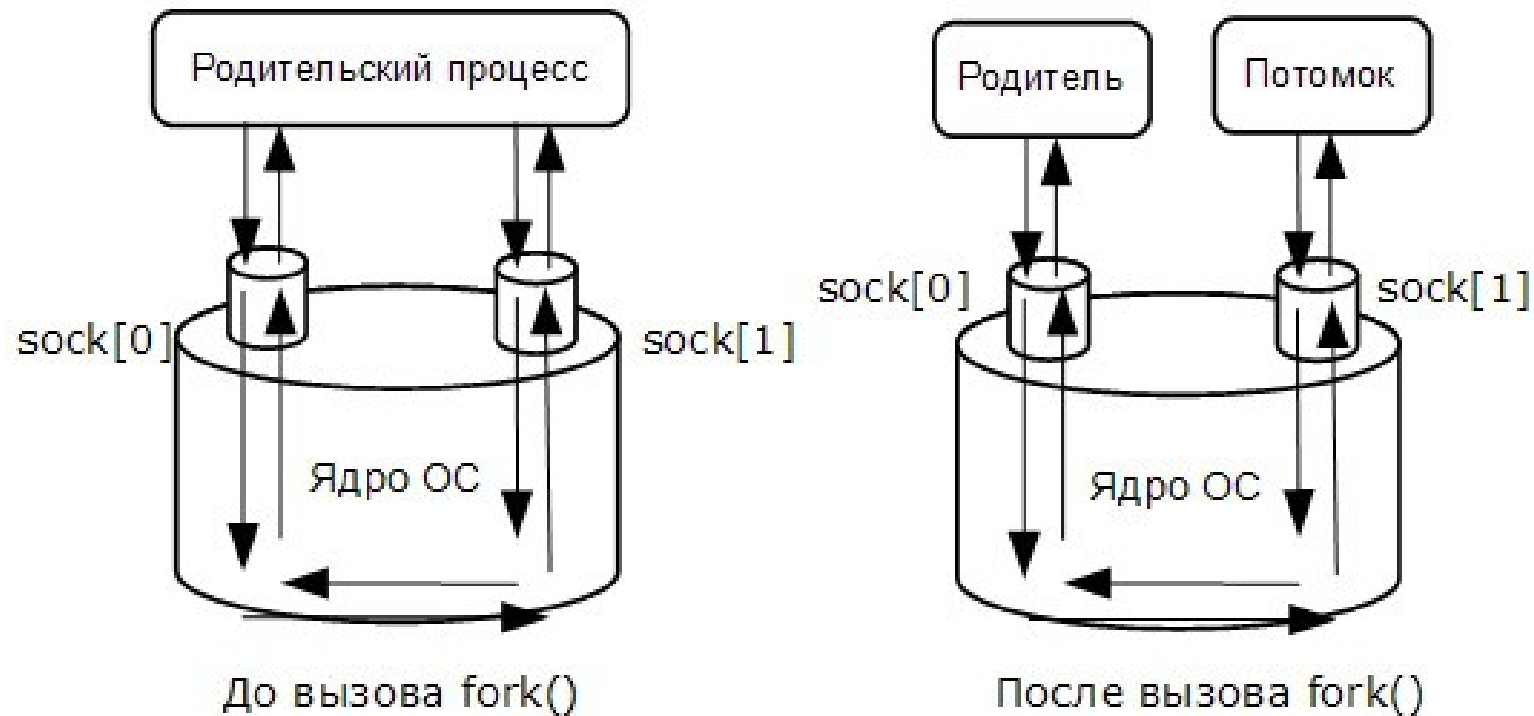 Родительский процесс
sock[0]
sock[1]
Ядро ОС
До вызова fork()
Родитель
Потомок
sock[0]
sock[1]
Ядро ОС
После вызова fork()